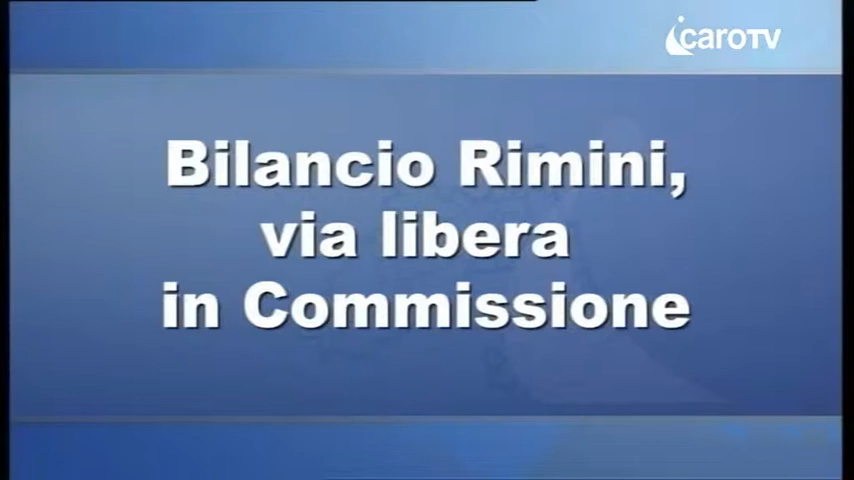 icaroTV
Bilancio Rimini,
via libera
in Commissione